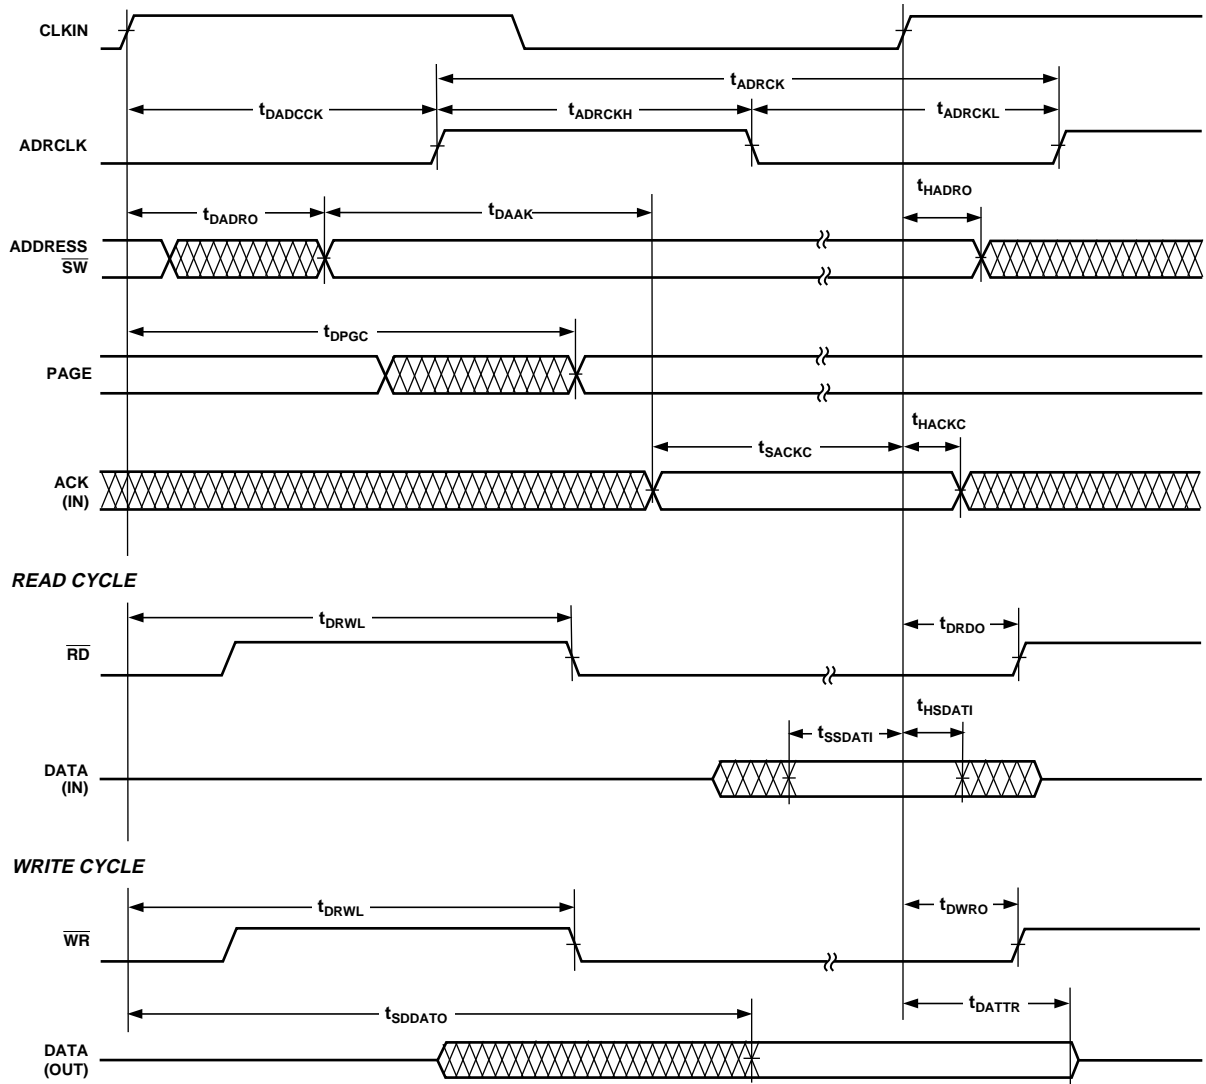 CLKIN
tADRCK
tDADCCK
tADRCKH
tADRCKL
ADRCLK
tHADRO
tDADRO
tDAAK
ADDRESS
SW
tDPGC
PAGE
tHACKC
tSACKC
ACK
(IN)
READ CYCLE
tDRWL
tDRDO
RD
tHSDATI
tSSDATI
DATA
(IN)
WRITE CYCLE
tDRWL
tDWRO
WR
tDATTR
tSDDATO
DATA
(OUT)